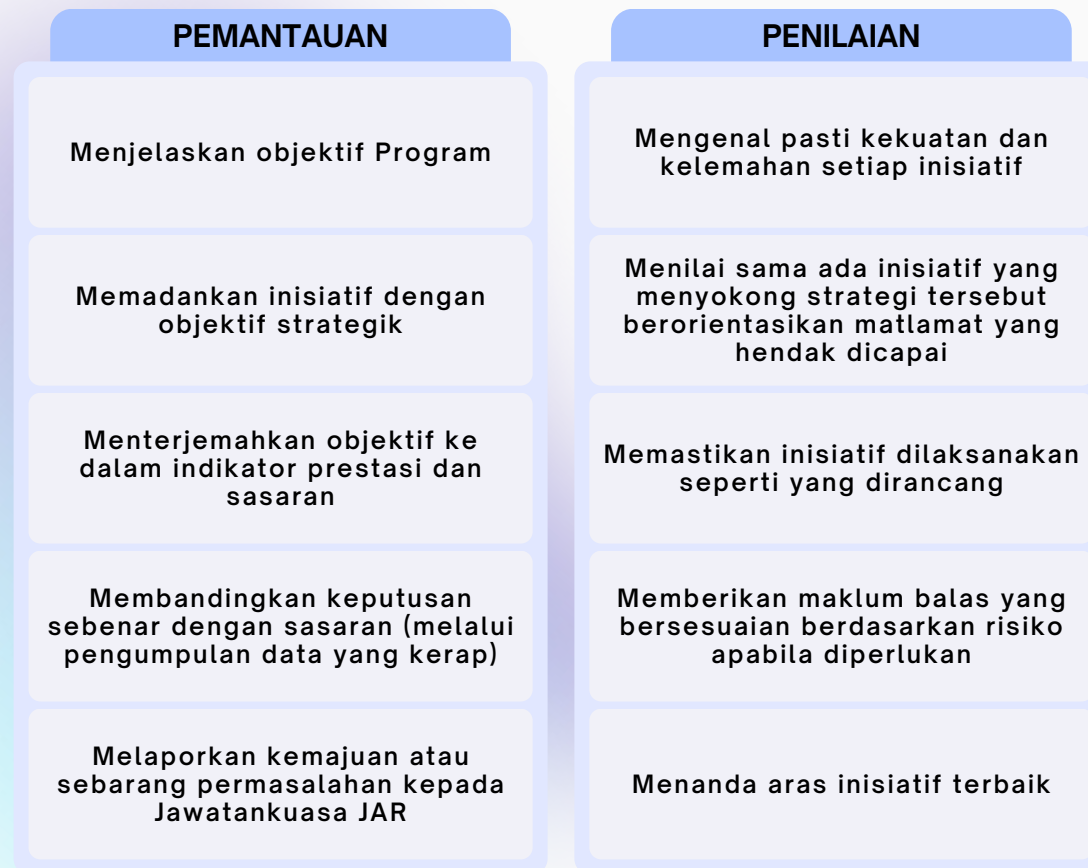 PEMANTAUAN
Menjelaskan objektif Program
Memadankan inisiatif dengan
objektif strategik
Menterjemahkan objektif ke
dalam indikator prestasi dan
sasaran
Membandingkan keputusan
sebenar dengan sasaran (melalui
pengumpulan data yang kerap)
Melaporkan kemajuan atau
sebarang permasalahan kepada
Jawatankuasa JAR
PENILAIAN
Mengenal pasti kekuatan dan
kelemahan setiap inisiatif
Menilai sama ada inisiatif yang
menyokong strategi tersebut
berorientasikan matlamat yang
hendak dicapai
Memastikan inisiatif dilaksanakan
seperti yang dirancang
Memberikan maklum balas yang
bersesuaian berdasarkan risiko
apabila diperlukan
Menanda aras inisiatif terbaik